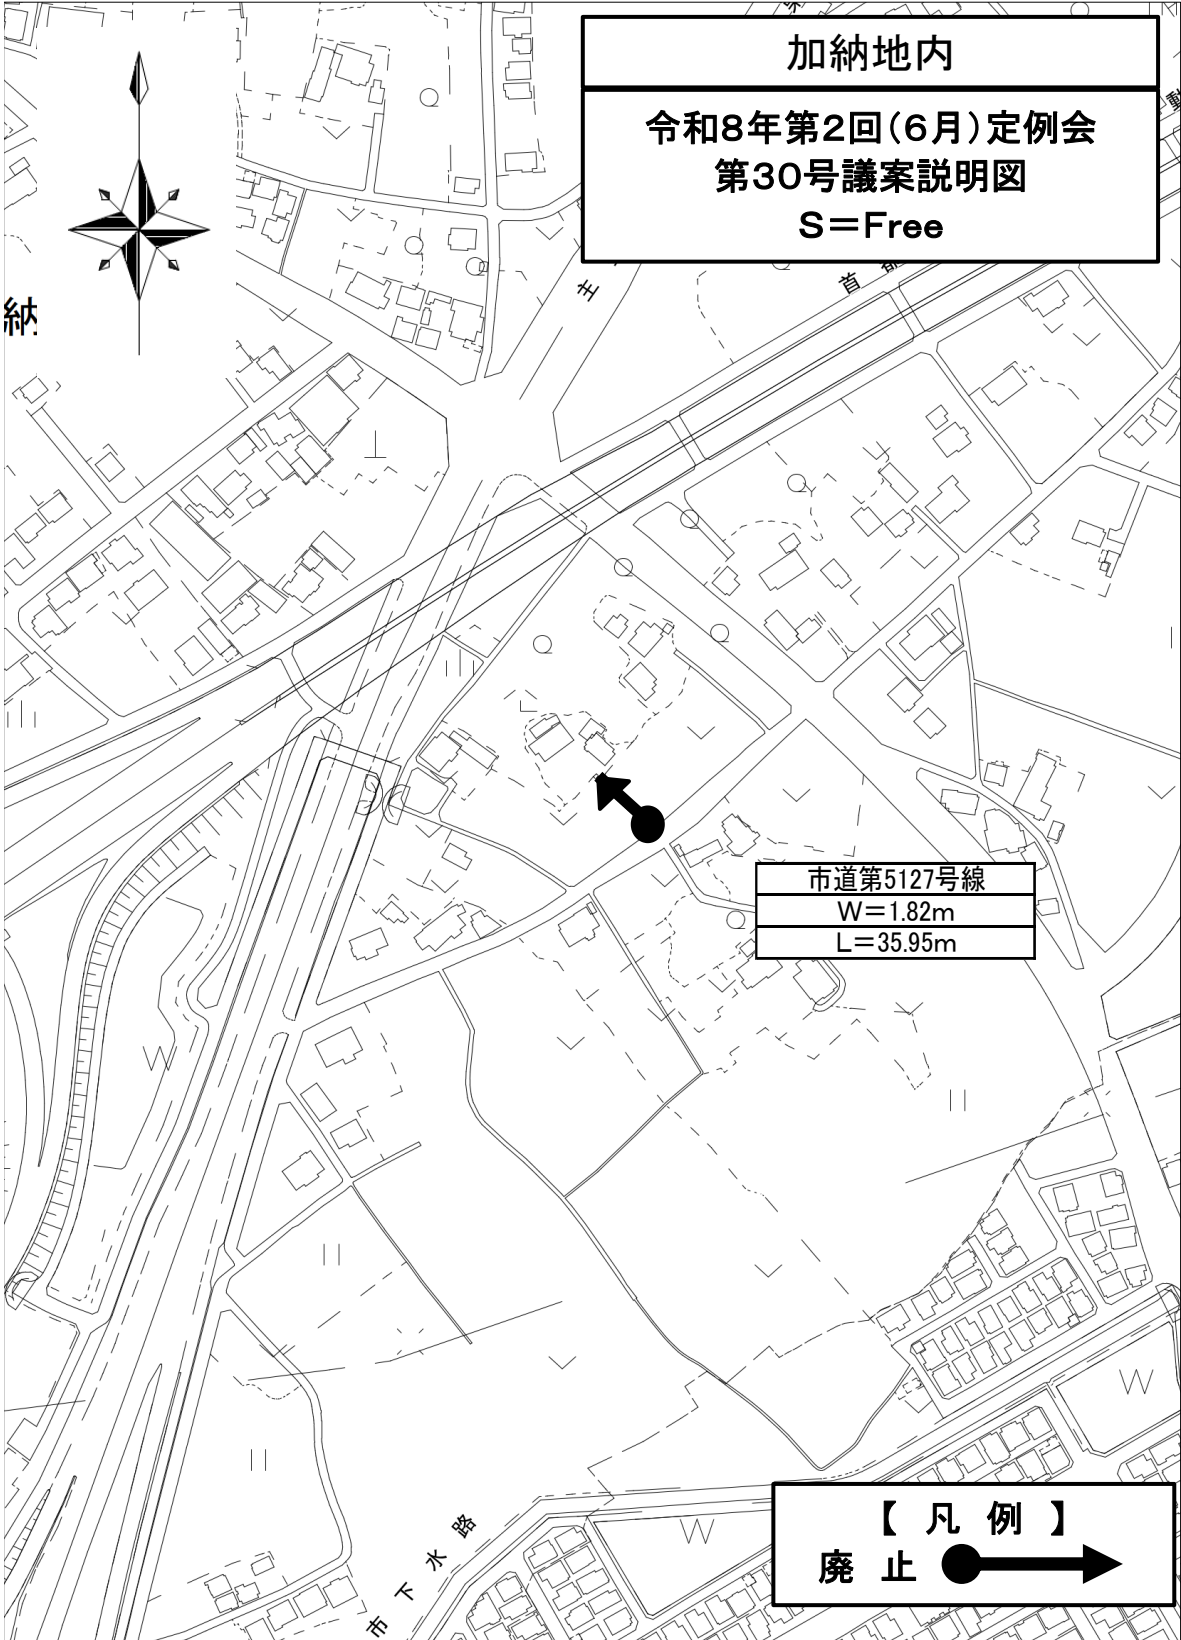 加納地内
令和8年第2回(6月)定例会
第30号議案説明図
S=Free
納
主
首都
市道第5127号線
W=1.82m
L=35.95m
市下水路
【凡例】
廃止